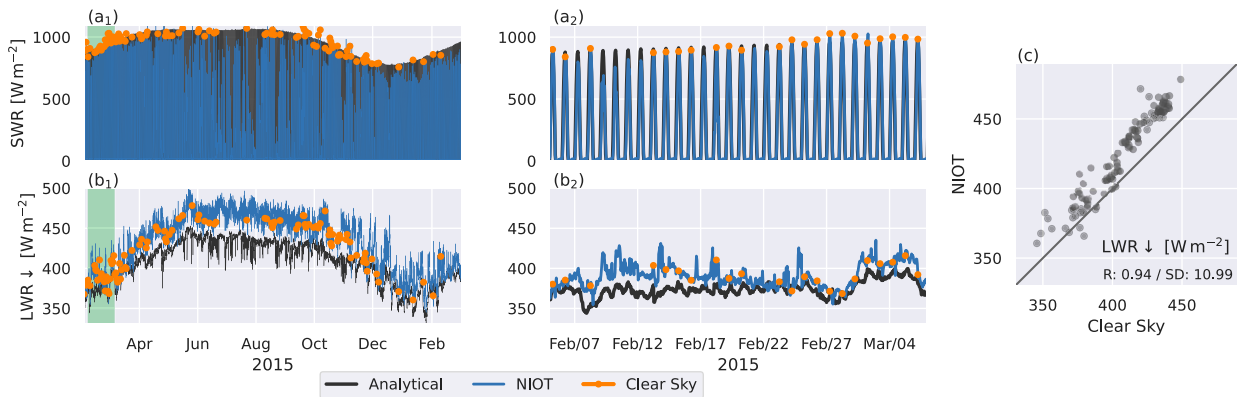 (a₁)
SWR [W m⁻²]
1000
500
0
(a₂)
1000
500
0
(b₁)
LWR ↓ [W m⁻²]
500
450
400
350
Apr Jun Aug Oct Dec Feb
2015
(b₂)
500
450
400
350
Feb/07 Feb/12 Feb/17 Feb/22 Feb/27 Mar/04
2015
(c)
NIOT
450
400
350
LWR ↓ [W m⁻²]
R: 0.94 / SD: 10.99
350 400 450
Clear Sky
Analytical NIOT Clear Sky